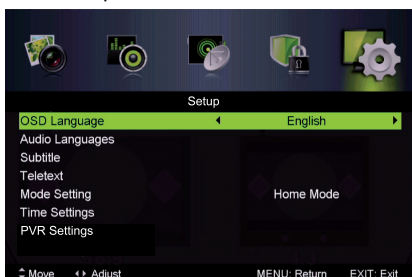 Setup
OSD Language English
Audio Languages
Subtitle
Teletext
Mode Setting Home Mode
Time Settings
PVR Settings
Move Adjust MENU: Return EXIT: Exit